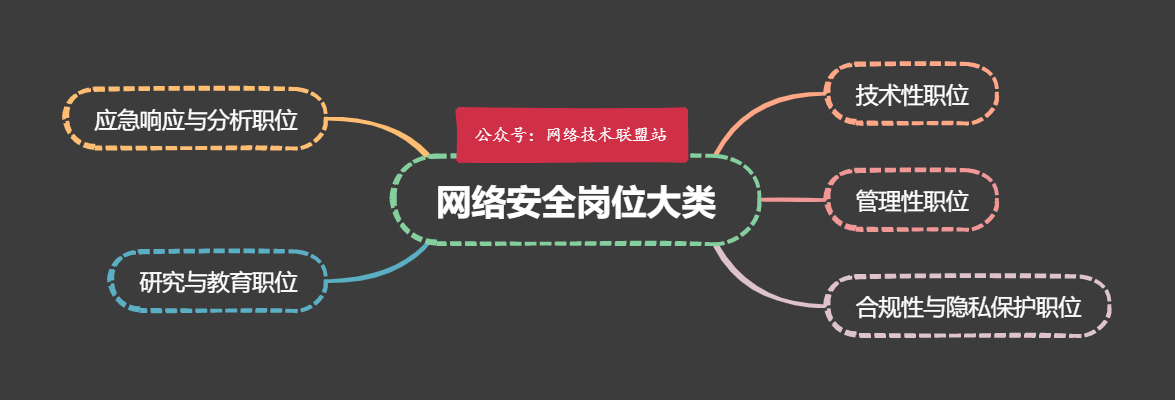 公众号：网络技术联盟站
网络安全岗位大类
技术性职位
管理性职位
合规性与隐私保护职位
应急响应与分析职位
研究与教育职位